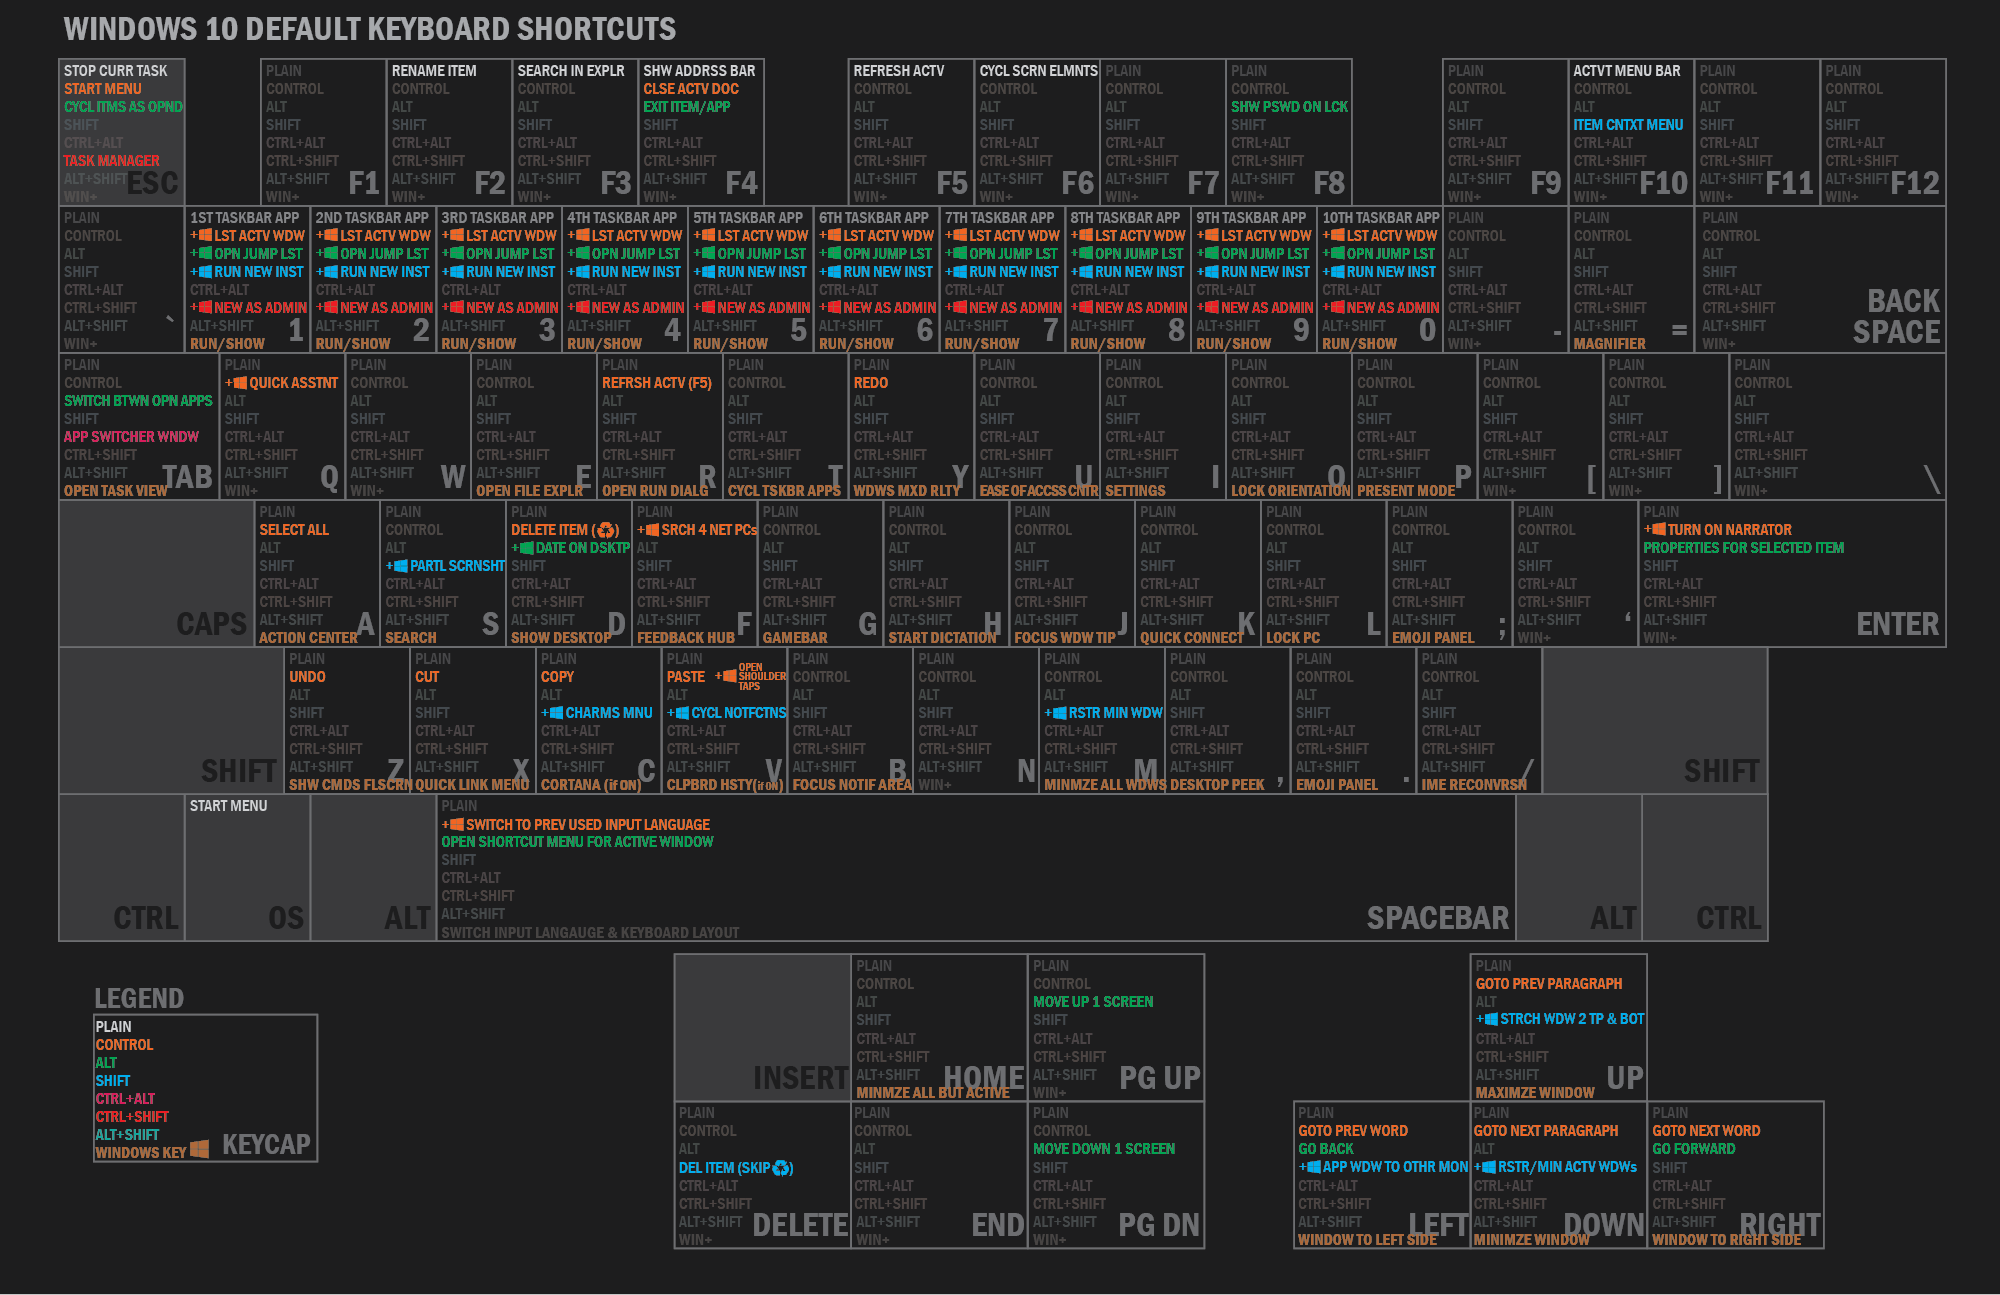 WINDOWS 10 DEFAULT KEYBOARD SHORTCUTS
STOP CURR TASK
START MENU
CYCL ITMS AS OPND
SHIFT
CTRL+ALT
TASK MANAGER
ALT+SHIFT
WIN+
ESC
PLAIN
CONTROL
ALT
SHIFT
CTRL+ALT
CTRL+SHIFT
ALT+SHIFT
WIN+
F1
RENAME ITEM
CONTROL
ALT
SHIFT
CTRL+ALT
CTRL+SHIFT
ALT+SHIFT
WIN+
F2
SEARCH IN EXPLR
CONTROL
ALT
SHIFT
CTRL+ALT
CTRL+SHIFT
ALT+SHIFT
WIN+
F3
SHW ADDRSS BAR
CLSE ACTV DOC
EXIT ITEM/APP
SHIFT
CTRL+ALT
CTRL+SHIFT
ALT+SHIFT
WIN+
F4
REFRESH ACTV
CONTROL
ALT
SHIFT
CTRL+ALT
CTRL+SHIFT
ALT+SHIFT
WIN+
F5
CYCL SCRN ELMNTS
CONTROL
ALT
SHIFT
CTRL+ALT
CTRL+SHIFT
ALT+SHIFT
WIN+
F6
PLAIN
CONTROL
ALT
SHIFT
CTRL+ALT
CTRL+SHIFT
ALT+SHIFT
WIN+
F7
PLAIN
CONTROL
SHW PSWD ON LCK
SHIFT
CTRL+ALT
CTRL+SHIFT
ALT+SHIFT
WIN+
F8
PLAIN
CONTROL
ALT
SHIFT
CTRL+ALT
CTRL+SHIFT
ALT+SHIFT
WIN+
F9
ACTVT MENU BAR
CONTROL
ALT
ITEM CNTXT MENU
CTRL+ALT
CTRL+SHIFT
ALT+SHIFT
WIN+
F10
PLAIN
CONTROL
ALT
SHIFT
CTRL+ALT
CTRL+SHIFT
ALT+SHIFT
WIN+
F11
PLAIN
CONTROL
ALT
SHIFT
CTRL+ALT
CTRL+SHIFT
ALT+SHIFT
WIN+
F12
PLAIN
CONTROL
ALT
SHIFT
CTRL+ALT
CTRL+SHIFT
ALT+SHIFT
WIN+
`
1ST TASKBAR APP
+ LST ACTV WDW
+ OPN JUMP LST
+ RUN NEW INST
CTRL+ALT
+ NEW AS ADMIN
ALT+SHIFT
RUN/SHOW
1
2ND TASKBAR APP
+ LST ACTV WDW
+ OPN JUMP LST
+ RUN NEW INST
CTRL+ALT
+ NEW AS ADMIN
ALT+SHIFT
RUN/SHOW
2
3RD TASKBAR APP
+ LST ACTV WDW
+ OPN JUMP LST
+ RUN NEW INST
CTRL+ALT
+ NEW AS ADMIN
ALT+SHIFT
RUN/SHOW
3
4TH TASKBAR APP
+ LST ACTV WDW
+ OPN JUMP LST
+ RUN NEW INST
CTRL+ALT
+ NEW AS ADMIN
ALT+SHIFT
RUN/SHOW
4
5TH TASKBAR APP
+ LST ACTV WDW
+ OPN JUMP LST
+ RUN NEW INST
CTRL+ALT
+ NEW AS ADMIN
ALT+SHIFT
RUN/SHOW
5
6TH TASKBAR APP
+ LST ACTV WDW
+ OPN JUMP LST
+ RUN NEW INST
CTRL+ALT
+ NEW AS ADMIN
ALT+SHIFT
RUN/SHOW
6
7TH TASKBAR APP
+ LST ACTV WDW
+ OPN JUMP LST
+ RUN NEW INST
CTRL+ALT
+ NEW AS ADMIN
ALT+SHIFT
RUN/SHOW
7
8TH TASKBAR APP
+ LST ACTV WDW
+ OPN JUMP LST
+ RUN NEW INST
CTRL+ALT
+ NEW AS ADMIN
ALT+SHIFT
RUN/SHOW
8
9TH TASKBAR APP
+ LST ACTV WDW
+ OPN JUMP LST
+ RUN NEW INST
CTRL+ALT
+ NEW AS ADMIN
ALT+SHIFT
RUN/SHOW
9
10TH TASKBAR APP
+ LST ACTV WDW
+ OPN JUMP LST
+ RUN NEW INST
CTRL+ALT
+ NEW AS ADMIN
ALT+SHIFT
RUN/SHOW
0
PLAIN
CONTROL
ALT
SHIFT
CTRL+ALT
CTRL+SHIFT
ALT+SHIFT
WIN+
-
PLAIN
CONTROL
ALT
SHIFT
CTRL+ALT
CTRL+SHIFT
ALT+SHIFT
MAGNIFIER
=
PLAIN
CONTROL
ALT
SHIFT
CTRL+ALT
CTRL+SHIFT
ALT+SHIFT
WIN+
BACK
SPACE
PLAIN
CONTROL
SWITCH BTWN OPN APPS
SHIFT
APP SWITCHER WNDW
CTRL+SHIFT
ALT+SHIFT
OPEN TASK VIEW
TAB
PLAIN
+ QUICK ASSTNT
ALT
SHIFT
CTRL+ALT
CTRL+SHIFT
ALT+SHIFT
WIN+
Q
PLAIN
CONTROL
ALT
SHIFT
CTRL+ALT
CTRL+SHIFT
ALT+SHIFT
WIN+
W
PLAIN
CONTROL
ALT
SHIFT
CTRL+ALT
CTRL+SHIFT
ALT+SHIFT
OPEN FILE EXPLR
E
PLAIN
REFRSH ACTV (F5)
ALT
SHIFT
CTRL+ALT
CTRL+SHIFT
ALT+SHIFT
OPEN RUN DIALG
R
PLAIN
CONTROL
ALT
SHIFT
CTRL+ALT
CTRL+SHIFT
ALT+SHIFT
CYCL TSKBR APPS
T
PLAIN
REDO
ALT
SHIFT
CTRL+ALT
CTRL+SHIFT
ALT+SHIFT
WDWS MXD RLTY
Y
PLAIN
CONTROL
ALT
SHIFT
CTRL+ALT
CTRL+SHIFT
ALT+SHIFT
EASE OF ACCSS CNTR
U
PLAIN
CONTROL
ALT
SHIFT
CTRL+ALT
CTRL+SHIFT
ALT+SHIFT
SETTINGS
I
PLAIN
CONTROL
ALT
SHIFT
CTRL+ALT
CTRL+SHIFT
ALT+SHIFT
LOCK ORIENTATION
O
PLAIN
CONTROL
ALT
SHIFT
CTRL+ALT
CTRL+SHIFT
ALT+SHIFT
PRESENT MODE
P
PLAIN
CONTROL
ALT
SHIFT
CTRL+ALT
CTRL+SHIFT
ALT+SHIFT
WIN+
[
PLAIN
CONTROL
ALT
SHIFT
CTRL+ALT
CTRL+SHIFT
ALT+SHIFT
WIN+
]
PLAIN
CONTROL
ALT
SHIFT
CTRL+ALT
CTRL+SHIFT
ALT+SHIFT
WIN+
\
CAPS
PLAIN
SELECT ALL
ALT
SHIFT
CTRL+ALT
CTRL+SHIFT
ALT+SHIFT
ACTION CENTER
A
PLAIN
CONTROL
ALT
+ PARTL SCRNSHT
CTRL+ALT
CTRL+SHIFT
ALT+SHIFT
SEARCH
S
PLAIN
DELETE ITEM (♻)
+ DATE ON DSKTP
SHIFT
CTRL+ALT
CTRL+SHIFT
ALT+SHIFT
SHOW DESKTOP
D
PLAIN
+ SRCH 4 NET PCs
ALT
SHIFT
CTRL+ALT
CTRL+SHIFT
ALT+SHIFT
FEEDBACK HUB
F
PLAIN
CONTROL
ALT
SHIFT
CTRL+ALT
CTRL+SHIFT
ALT+SHIFT
GAMEBAR
G
PLAIN
CONTROL
ALT
SHIFT
CTRL+ALT
CTRL+SHIFT
ALT+SHIFT
START DICTATION
H
PLAIN
CONTROL
ALT
SHIFT
CTRL+ALT
CTRL+SHIFT
ALT+SHIFT
FOCUS WDW TIP
J
PLAIN
CONTROL
ALT
SHIFT
CTRL+ALT
CTRL+SHIFT
ALT+SHIFT
QUICK CONNECT
K
PLAIN
CONTROL
ALT
SHIFT
CTRL+ALT
CTRL+SHIFT
ALT+SHIFT
LOCK PC
L
PLAIN
CONTROL
ALT
SHIFT
CTRL+ALT
CTRL+SHIFT
ALT+SHIFT
EMOJI PANEL
;
PLAIN
CONTROL
ALT
SHIFT
CTRL+ALT
CTRL+SHIFT
ALT+SHIFT
WIN+
‘
PLAIN
+ TURN ON NARRATOR
PROPERTIES FOR SELECTED ITEM
SHIFT
CTRL+ALT
CTRL+SHIFT
ALT+SHIFT
WIN+
ENTER
SHIFT
PLAIN
UNDO
ALT
SHIFT
CTRL+ALT
CTRL+SHIFT
ALT+SHIFT
SHW CMDS FLSCRN
Z
PLAIN
CUT
ALT
SHIFT
CTRL+ALT
CTRL+SHIFT
ALT+SHIFT
QUICK LINK MENU
X
PLAIN
COPY
ALT
+ CHARMS MNU
CTRL+ALT
CTRL+SHIFT
ALT+SHIFT
CORTANA (if ON)
C
PLAIN
PASTE + OPEN SHOULDER TAPS
ALT
+ CYCL NOTFCTNS
CTRL+ALT
CTRL+SHIFT
ALT+SHIFT
CLPBRD HSTY(if ON)
V
PLAIN
CONTROL
ALT
SHIFT
CTRL+ALT
CTRL+SHIFT
ALT+SHIFT
FOCUS NOTIF AREA
B
PLAIN
CONTROL
ALT
SHIFT
CTRL+ALT
CTRL+SHIFT
ALT+SHIFT
WIN+
N
PLAIN
CONTROL
ALT
+ RSTR MIN WDW
CTRL+ALT
CTRL+SHIFT
ALT+SHIFT
MINMZE ALL WDWS
M
PLAIN
CONTROL
ALT
SHIFT
CTRL+ALT
CTRL+SHIFT
ALT+SHIFT
DESKTOP PEEK
,
PLAIN
CONTROL
ALT
SHIFT
CTRL+ALT
CTRL+SHIFT
ALT+SHIFT
EMOJI PANEL
.
PLAIN
CONTROL
ALT
SHIFT
CTRL+ALT
CTRL+SHIFT
ALT+SHIFT
IME RECONVRSN
/
SHIFT
CTRL
START MENU
OS
ALT
PLAIN
+ SWITCH TO PREV USED INPUT LANGUAGE
OPEN SHORTCUT MENU FOR ACTIVE WINDOW
SHIFT
CTRL+ALT
CTRL+SHIFT
ALT+SHIFT
SWITCH INPUT LANGAUGE & KEYBOARD LAYOUT
SPACEBAR
ALT
CTRL
LEGEND
PLAIN
CONTROL
ALT
SHIFT
CTRL+ALT
CTRL+SHIFT
ALT+SHIFT
WINDOWS KEY
KEYCAP
INSERT
PLAIN
CONTROL
ALT
SHIFT
CTRL+ALT
CTRL+SHIFT
ALT+SHIFT
MINMZE ALL BUT ACTIVE
HOME
PLAIN
CONTROL
MOVE UP 1 SCREEN
SHIFT
CTRL+ALT
CTRL+SHIFT
ALT+SHIFT
WIN+
PG UP
PLAIN
CONTROL
ALT
DEL ITEM (SKIP♻)
CTRL+ALT
CTRL+SHIFT
ALT+SHIFT
WIN+
DELETE
PLAIN
CONTROL
ALT
SHIFT
CTRL+ALT
CTRL+SHIFT
ALT+SHIFT
WIN+
END
PLAIN
CONTROL
MOVE DOWN 1 SCREEN
SHIFT
CTRL+ALT
CTRL+SHIFT
ALT+SHIFT
WIN+
PG DN
PLAIN
GOTO PREV PARAGRAPH
ALT
+ STRCH WDW 2 TP & BOT
CTRL+ALT
CTRL+SHIFT
ALT+SHIFT
MAXIMZE WINDOW
UP
PLAIN
GOTO PREV WORD
GO BACK
+ APP WDW TO OTHR MON
CTRL+ALT
CTRL+SHIFT
ALT+SHIFT
WINDOW TO LEFT SIDE
LEFT
PLAIN
GOTO NEXT PARAGRAPH
ALT
+ RSTR/MIN ACTV WDWs
CTRL+ALT
CTRL+SHIFT
ALT+SHIFT
MINIMZE WINDOW
DOWN
PLAIN
GOTO NEXT WORD
GO FORWARD
SHIFT
CTRL+ALT
CTRL+SHIFT
ALT+SHIFT
WINDOW TO RIGHT SIDE
RIGHT